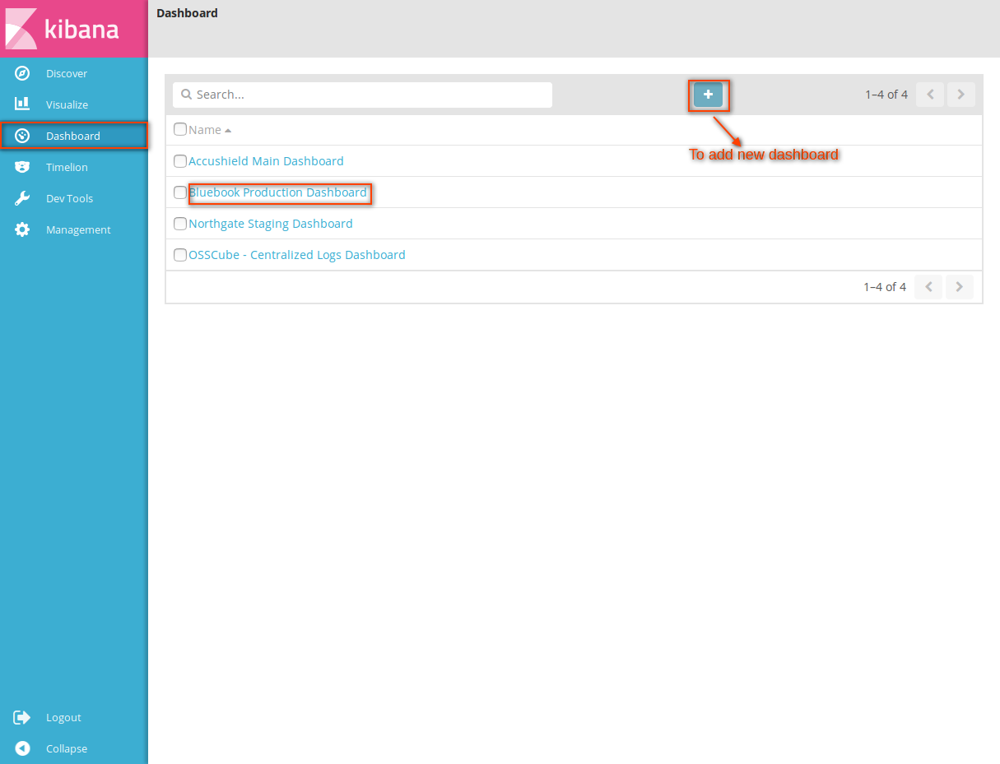 kibana
Dashboard
Discover
Visualize
Dashboard
Timelion
Dev Tools
Management
Logout
Collapse
Search...
1–4 of 4
To add new dashboard
Name
Accushield Main Dashboard
Bluebook Production Dashboard
Northgate Staging Dashboard
OSSCube - Centralized Logs Dashboard
1–4 of 4